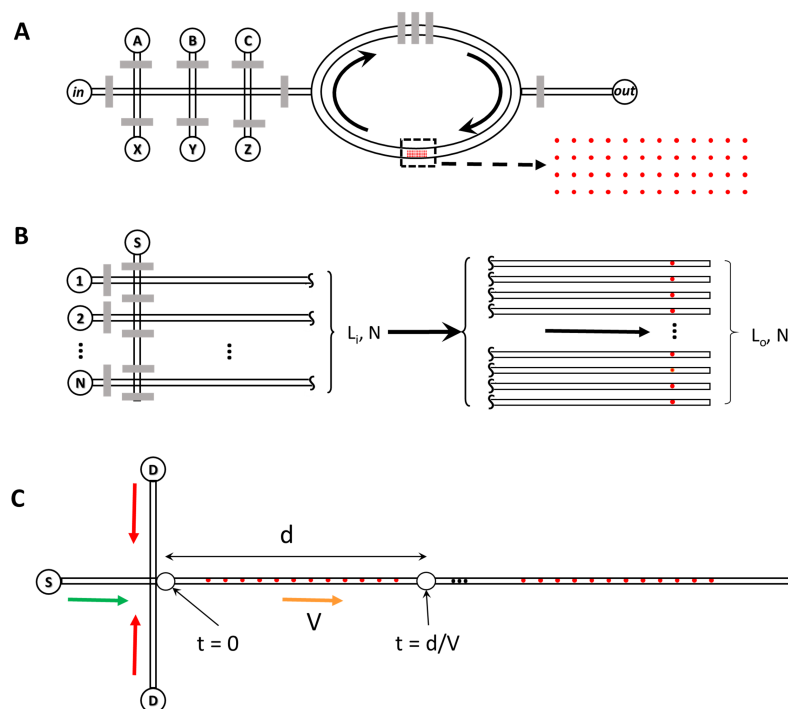 A
A B C
in
out
X Y Z
B
S
1
2
N
Lᵢ, N
Lₒ, N
C
D
d
S
V
t = 0
t = d/V
D